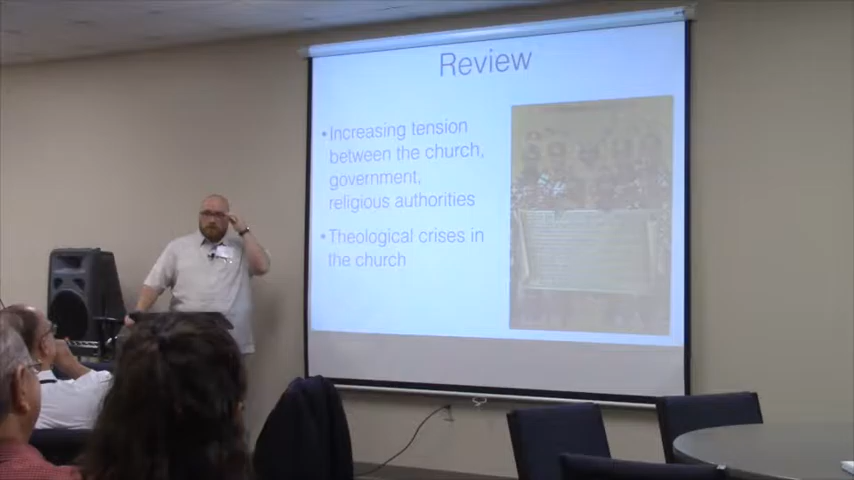 Review
• Increasing tension
between the church,
government,
religious authorities
• Theological crises in
the church